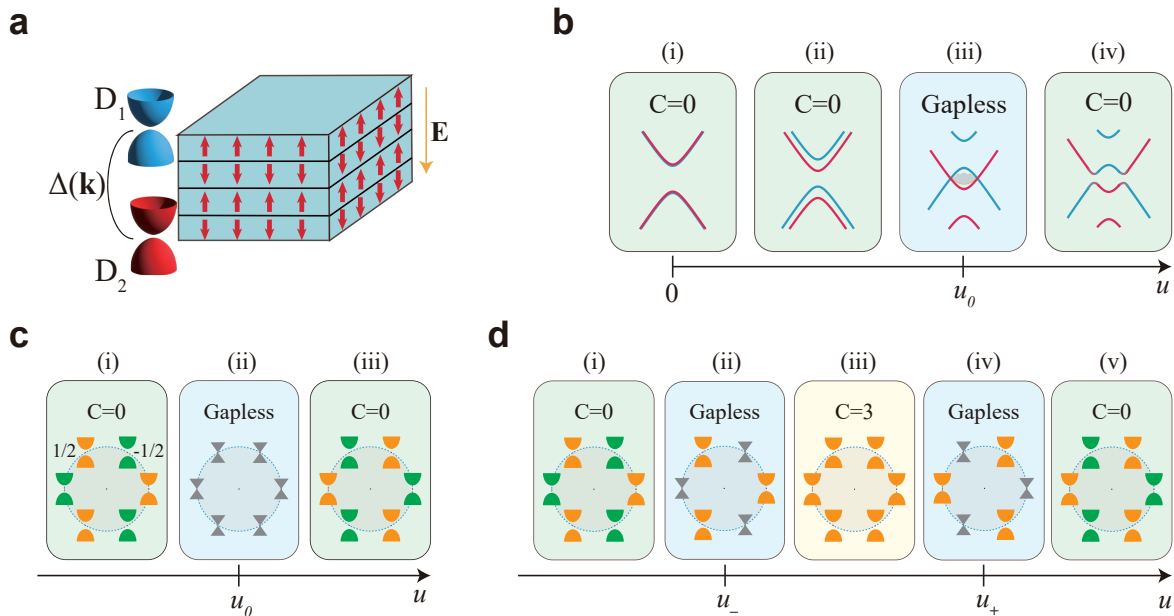 a
D1
Δ(k)
D2
E
b
(i) (ii) (iii) (iv)
C=0 C=0 Gapless C=0
0 u0 u
c
(i) (ii) (iii)
C=0 Gapless C=0
1/2 -1/2
u0 u
d
(i) (ii) (iii) (iv) (v)
C=0 Gapless C=3 Gapless C=0
u− u+ u